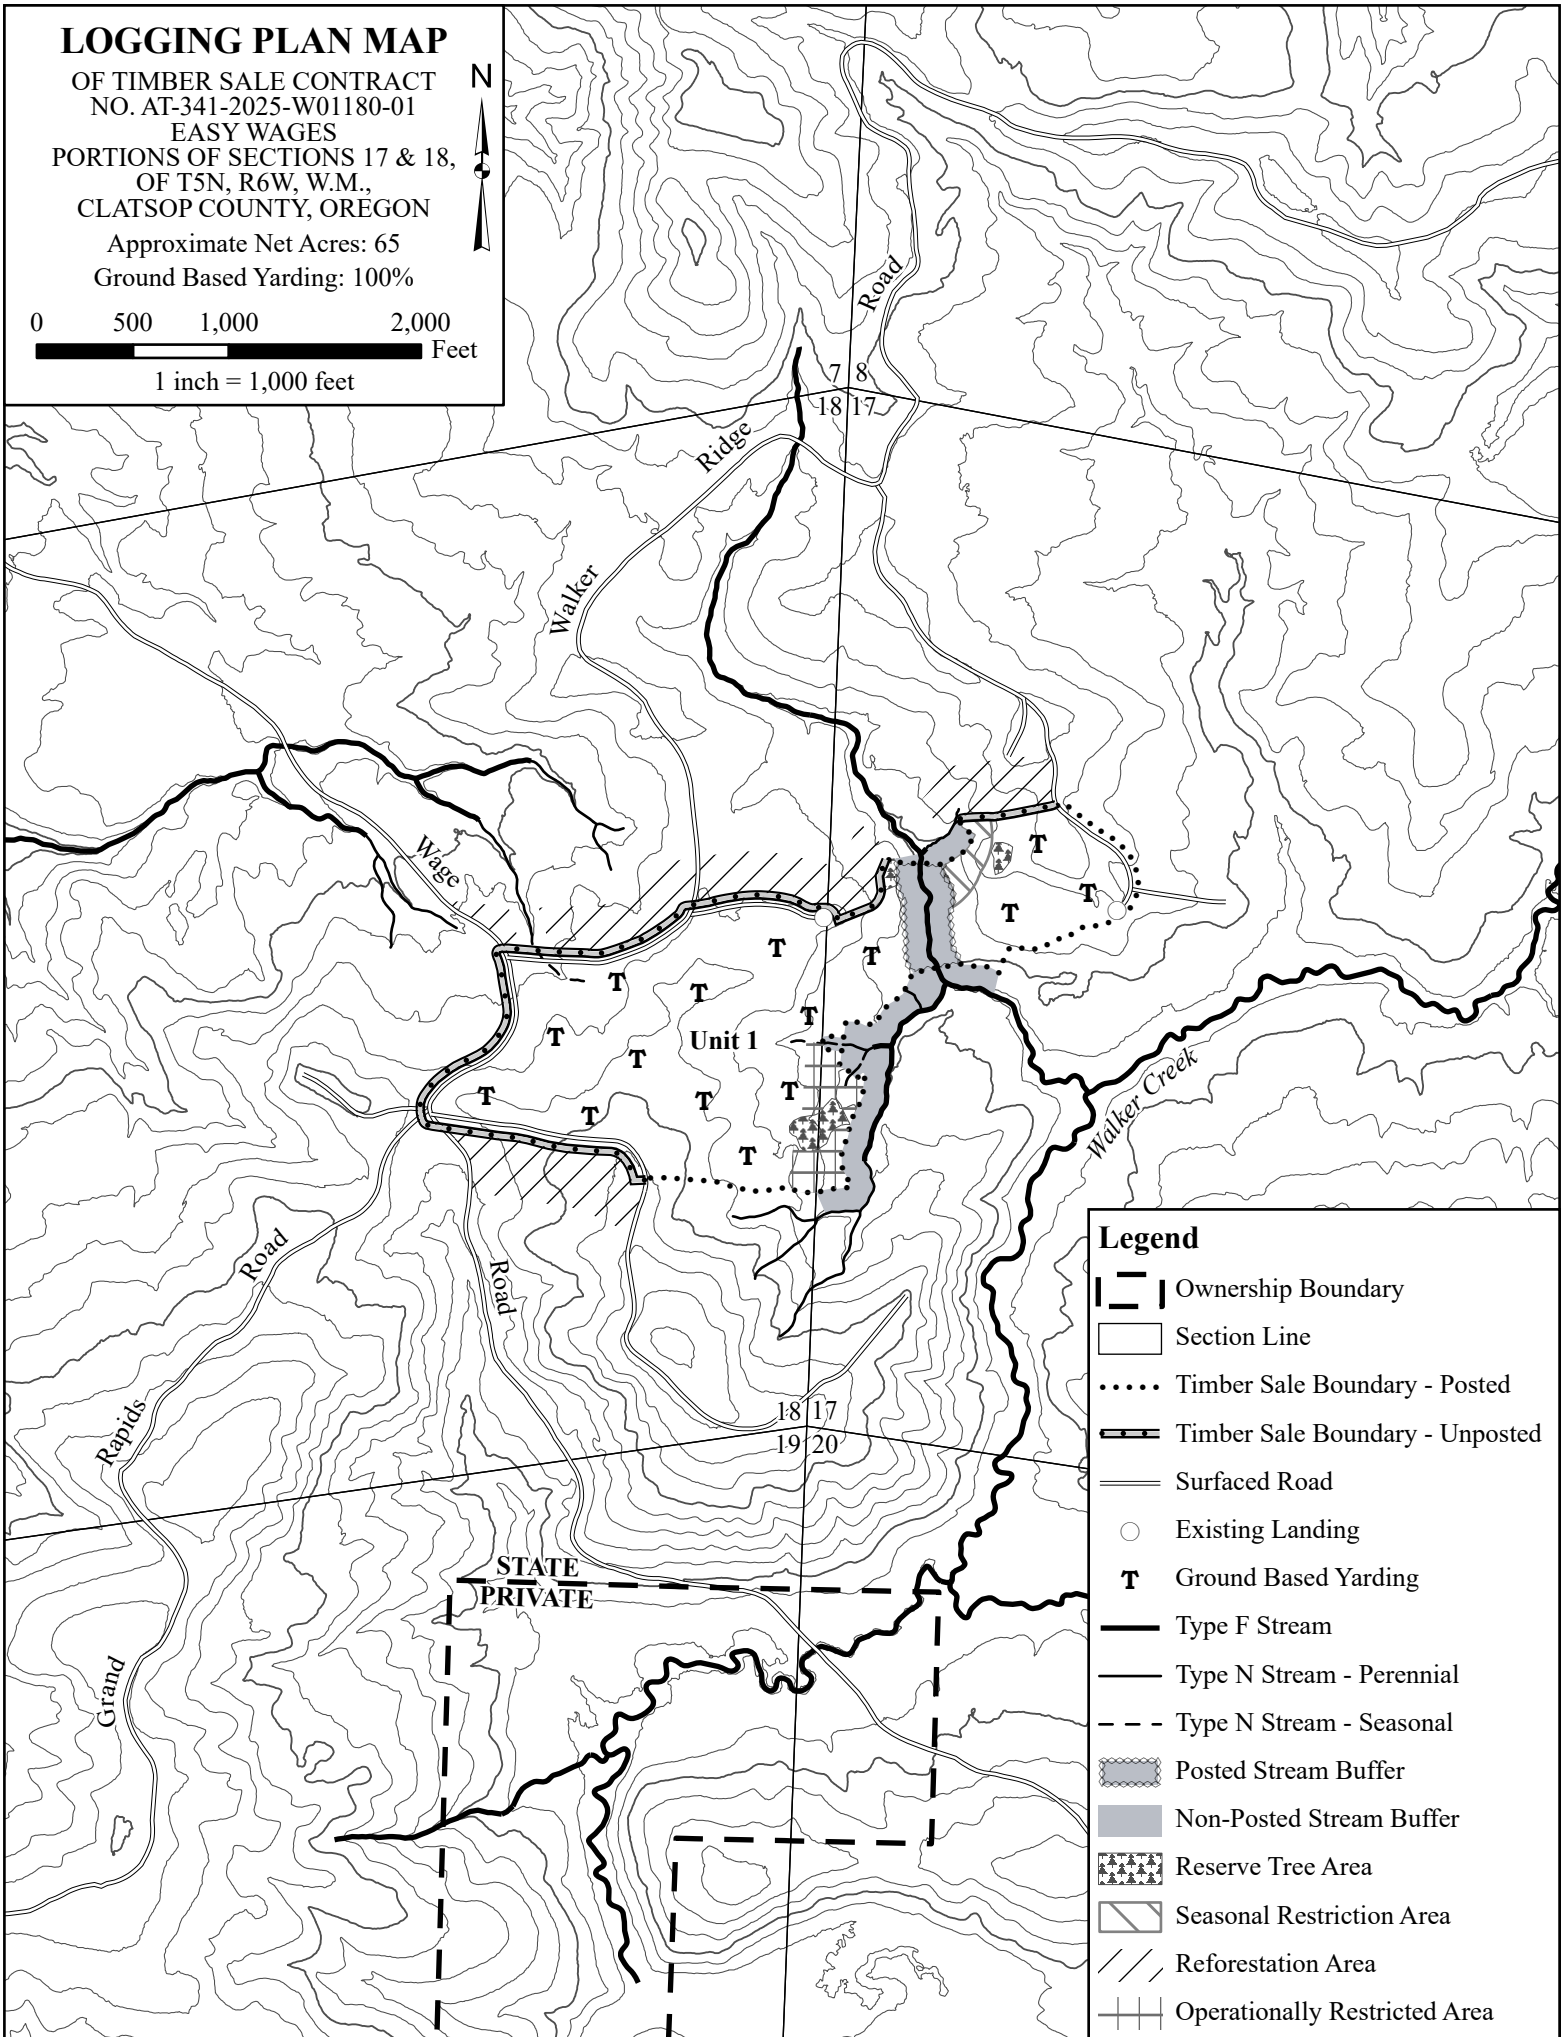 LOGGING PLAN MAP
OF TIMBER SALE CONTRACT
NO. AT-341-2025-W01180-01
EASY WAGES
PORTIONS OF SECTIONS 17 & 18,
OF T5N, R6W, W.M.,
CLATSOP COUNTY, OREGON
N
Approximate Net Acres: 65
Ground Based Yarding: 100%
0 500 1,000 2,000
Feet
1 inch = 1,000 feet
Road
7 8
18 17
Ridge
Walker
Wage
T
T
T
T
T
T
T
T
T
Unit 1
T
T
T
T
T
T
T
T
T
Walker Creek
Road
Road
Rapids
18 17
19 20
STATE
PRIVATE
Grand
Legend
Ownership Boundary
Section Line
Timber Sale Boundary - Posted
Timber Sale Boundary - Unposted
Surfaced Road
Existing Landing
T Ground Based Yarding
Type F Stream
Type N Stream - Perennial
Type N Stream - Seasonal
Posted Stream Buffer
Non-Posted Stream Buffer
Reserve Tree Area
Seasonal Restriction Area
Reforestation Area
Operationally Restricted Area